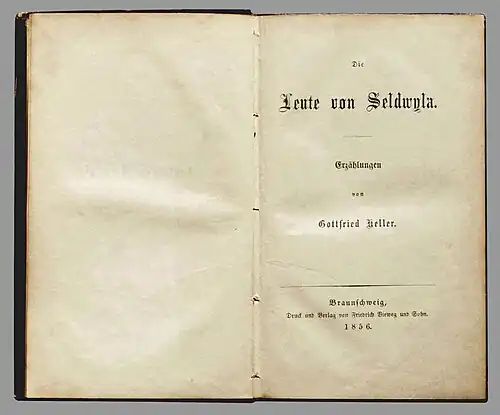 Die
Leute von Seldwyla.
Erzählungen
von
Gottfried Keller.
Braunschweig,
Druck und Verlag von Friedrich Vieweg und Sohn.
1856.